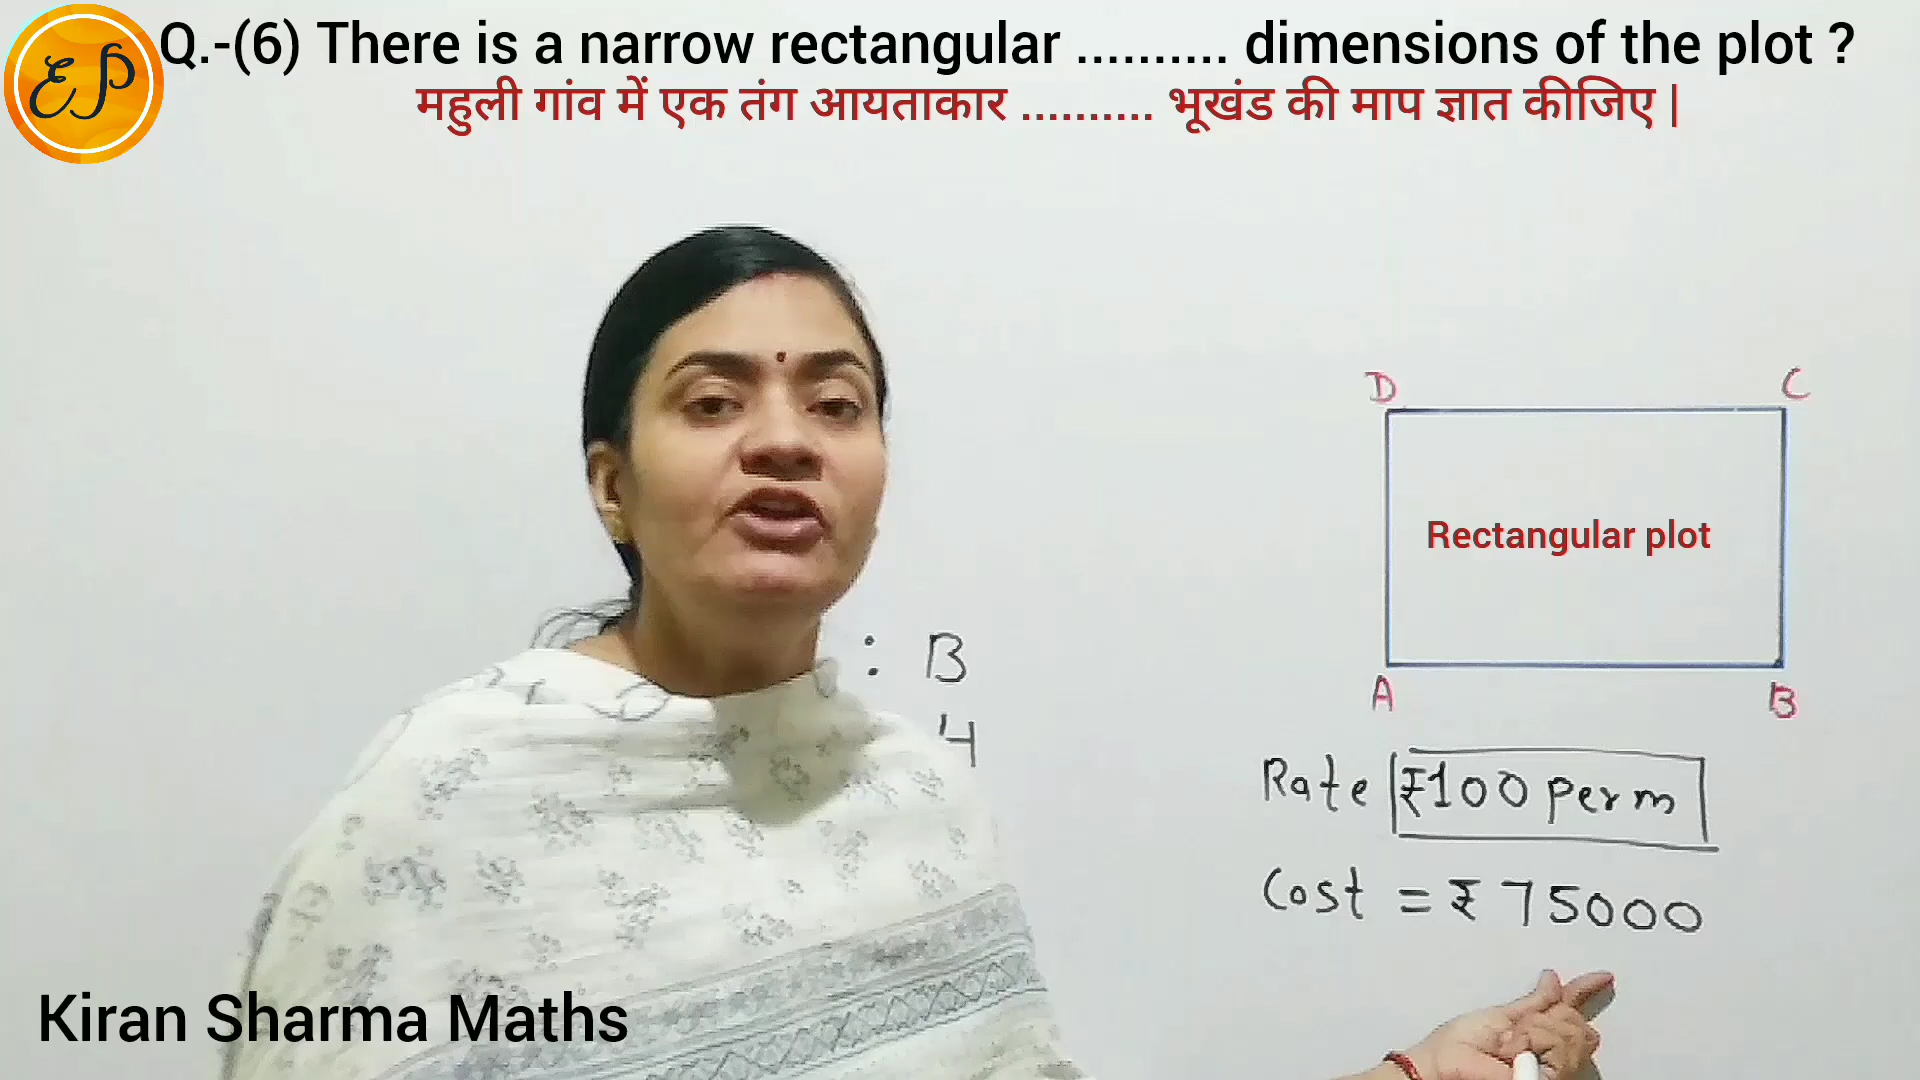 EP
Q.-(6) There is a narrow rectangular .......... dimensions of the plot ?
महुली गांव में एक तंग आयताकार .......... भूखंड की माप ज्ञात कीजिए |
D C
Rectangular plot
: B
A B
4
Rate ₹100 per m
Cost = ₹ 75000
Kiran Sharma Maths